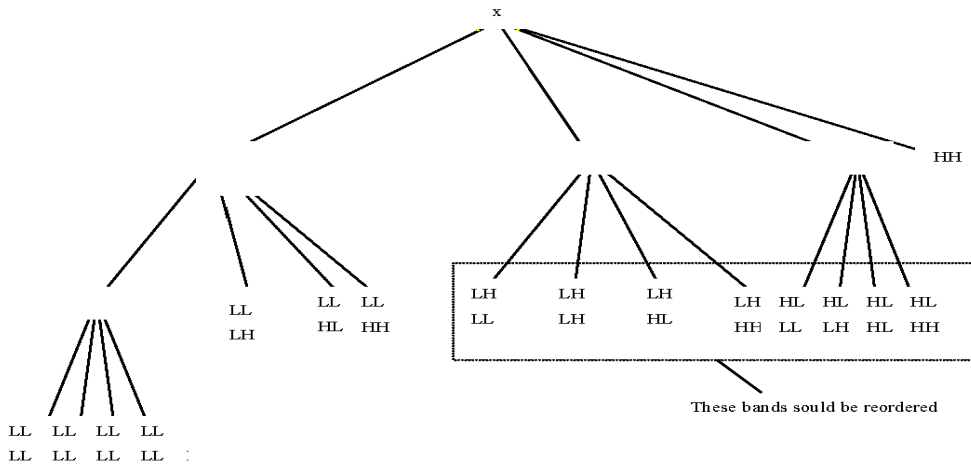 x
HH
LH LH LH
LL LH HL
LH HL HL HL HL
HH LL LH HL HH
LL LL LL
LH HL HH
These bands sould be reordered
LL LL LL LL
LL LL LL LL